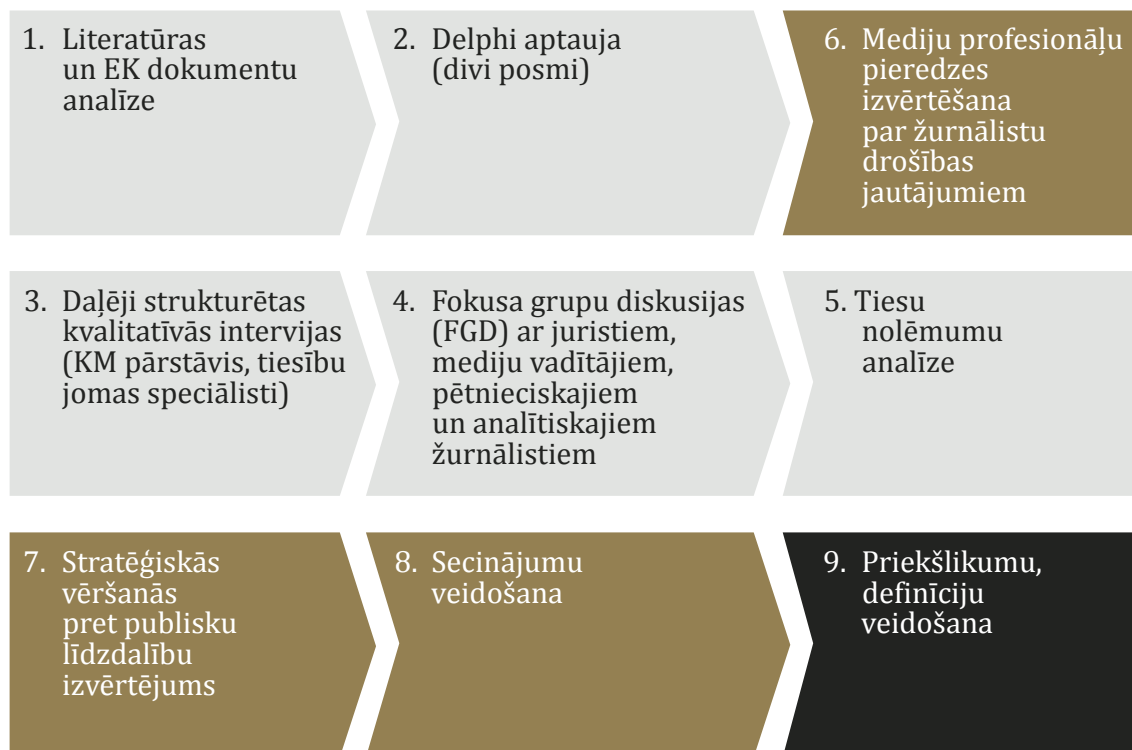 1. Literatūras
un EK dokumentu
analīze
2. Delphi aptauja
(divi posmi)
6. Mediju profesionāļu
pieredzes
izvērtēšana
par žurnālistu
drošības
jautājumiem
3. Daļēji strukturētas
kvalitatīvās intervijas
(KM pārstāvis, tiesību
jomas speciālisti)
4. Fokusa grupu diskusijas
(FGD) ar juristiem,
mediju vadītājiem,
pētnieciskajiem
un analītiskajiem
žurnālistiem
5. Tiesu
nolēmumu
analīze
7. Stratēģiskās
vēršanās
pret publisku
līdzdalību
izvērtējums
8. Secinājumu
veidošana
9. Priekšlikumu,
definīciju
veidošana